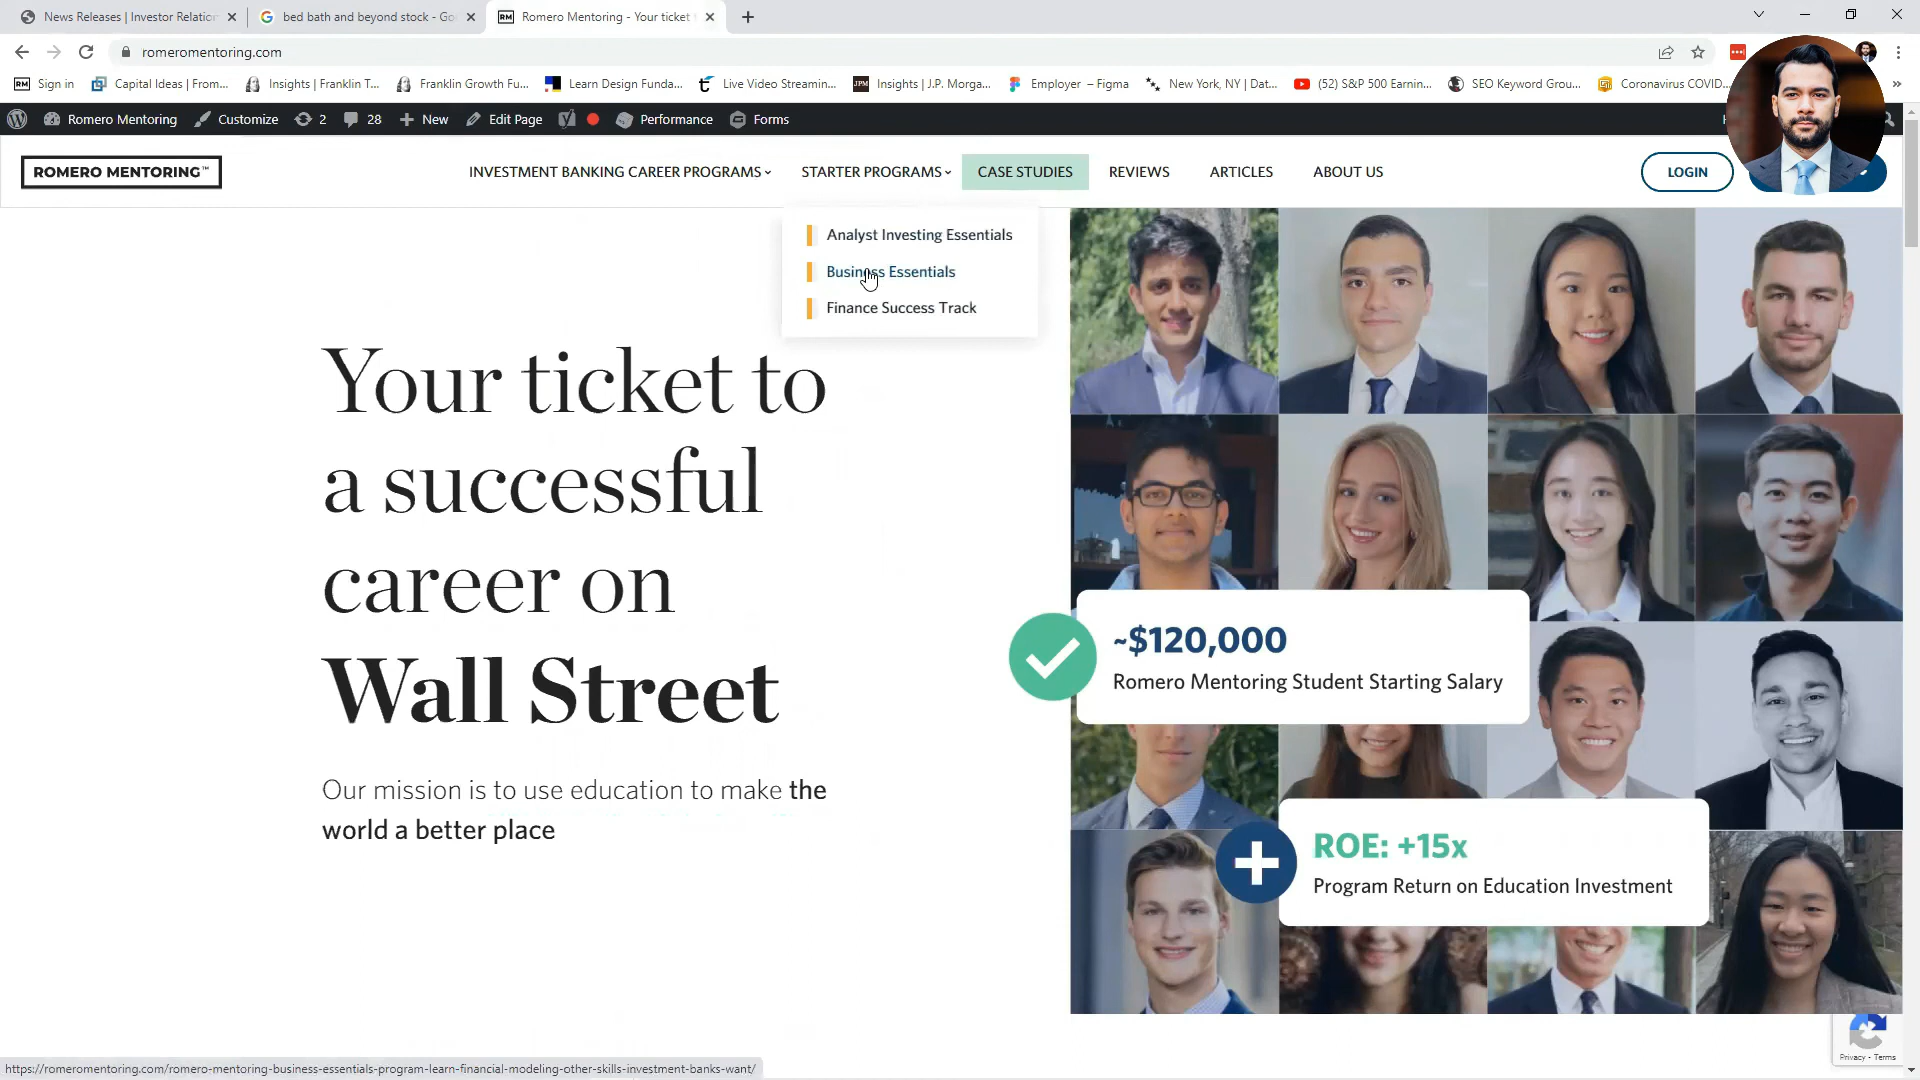 News Releases | Investor Relation
bed bath and beyond stock - Go
Romero Mentoring - Your ticket
romeromentoring.com
Sign in
Capital Ideas | From...
Insights | Franklin T...
Franklin Growth Fu...
Learn Design Funda...
Live Video Streamin...
Insights | J.P. Morga...
Employer – Figma
New York, NY | Dat...
(52) S&P 500 Earnin...
SEO Keyword Grou...
Coronavirus COVID...
Romero Mentoring
Customize
2
28
New
Edit Page
Performance
Forms
ROMERO MENTORING™
INVESTMENT BANKING CAREER PROGRAMS
STARTER PROGRAMS
CASE STUDIES
REVIEWS
ARTICLES
ABOUT US
LOGIN
Analyst Investing Essentials
Business Essentials
Finance Success Track
Your ticket to
a successful
career on
Wall Street
Our mission is to use education to make the
world a better place
~$120,000
Romero Mentoring Student Starting Salary
ROE: +15x
Program Return on Education Investment
Privacy - Terms
https://romeromentoring.com/romero-mentoring-business-essentials-program-learn-financial-modeling-other-skills-investment-banks-want/